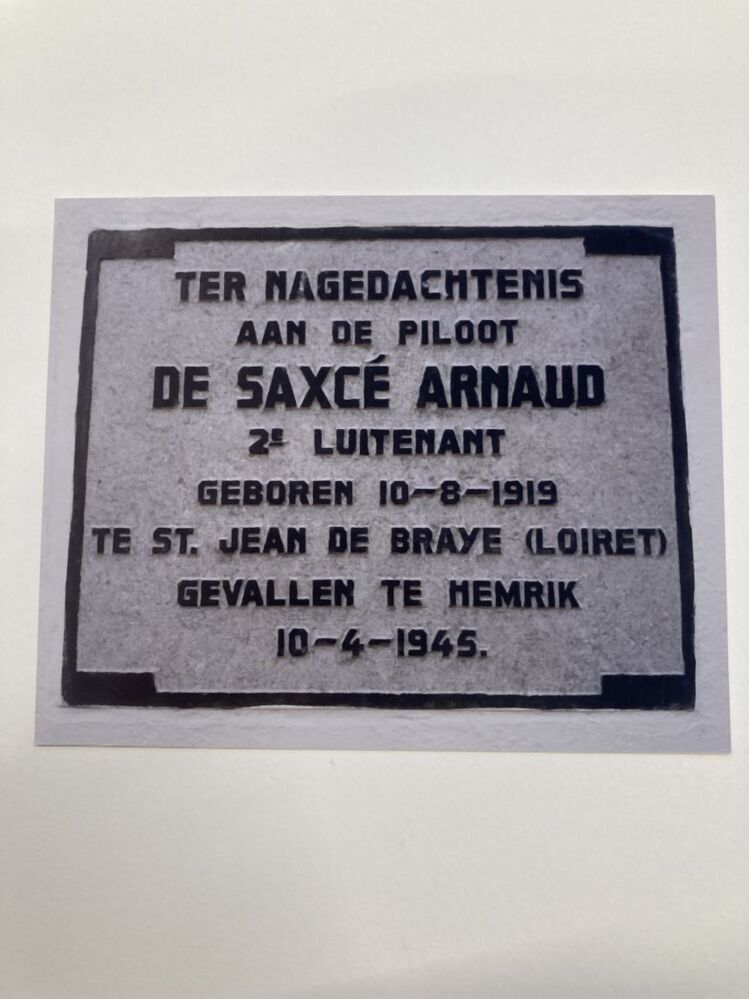 TER NAGEDACHTENIS
AAN DE PILOOT
DE SAXCÉ ARNAUD
2E LUITENANT
GEBOREN 10-8-1919
TE ST. JEAN DE BRAYE (LOIRET)
GEVALLEN TE HEMRIK
10-4-1945.